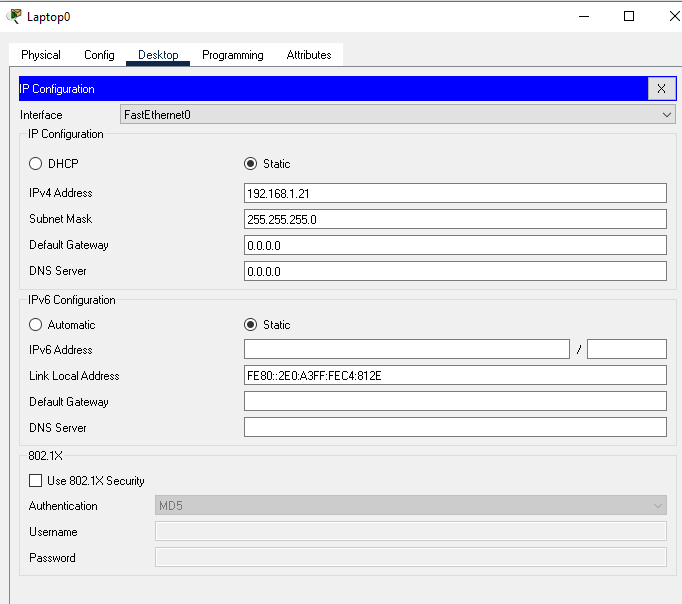 Laptop0
Physical Config Desktop Programming Attributes
IP Configuration X
Interface FastEthernet0
IP Configuration
DHCP Static
IPv4 Address 192.168.1.21
Subnet Mask 255.255.255.0
Default Gateway 0.0.0.0
DNS Server 0.0.0.0
IPv6 Configuration
Automatic Static
IPv6 Address /
Link Local Address FE80::2E0:A3FF:FEC4:812E
Default Gateway
DNS Server
802.1X
Use 802.1X Security
Authentication MD5
Username
Password